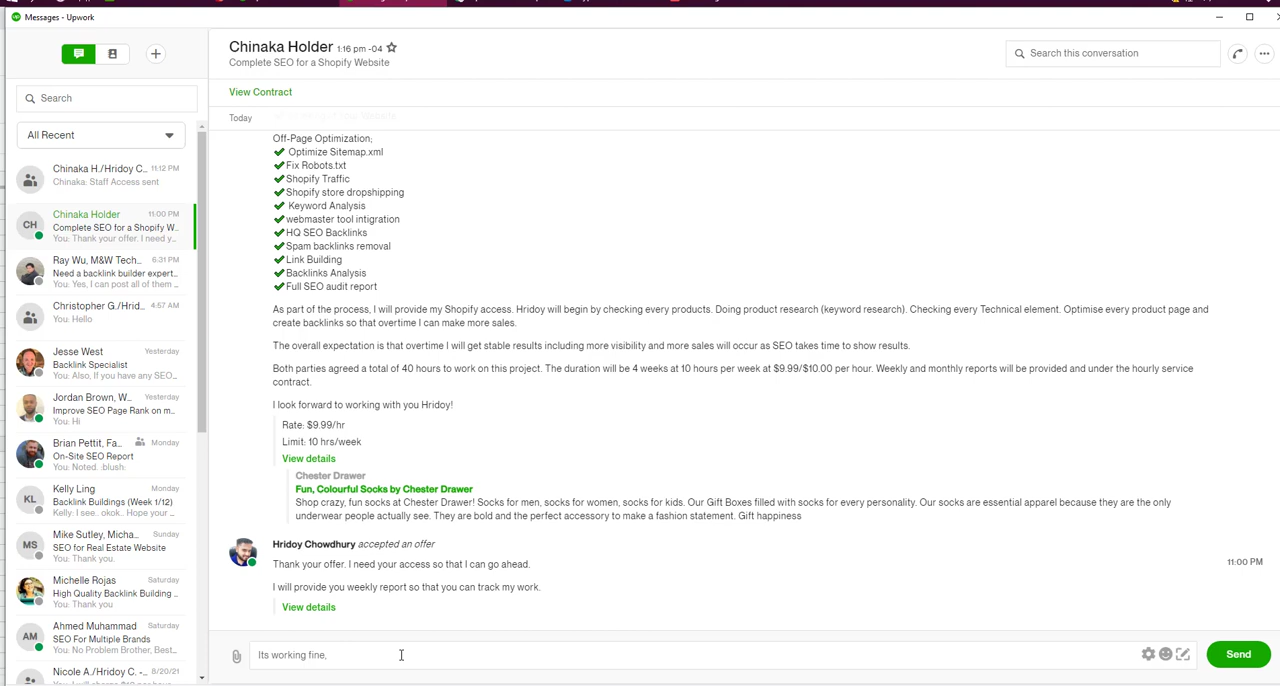 Messages - Upwork
Search
All Recent
Chinaka H./Hridoy C... 11:12 PM
Chinaka: Staff Access sent
CH
Chinaka Holder 11:00 PM
Complete SEO for a Shopify W...
You: Thank your offer. I need y...
Ray Wu, M&W Tech... 6:31 PM
Need a backlink builder expert...
You: Yes, I can post all of them ...
Christopher G./Hrid... 4:57 AM
You: Hello
Jesse West Yesterday
Backlink Specialist
You: Also, If you have any SEO...
Jordan Brown, W... Yesterday
Improve SEO Page Rank on m...
You: Hi
Brian Pettit, Fa... Monday
On-Site SEO Report
You: Noted. :blush:
KL
Kelly Ling Monday
Backlink Buildings (Week 1/12)
Kelly: I see.. okok.. Hope your ...
MS
Mike Sutley, Micha... Sunday
SEO for Real Estate Website
You: Thank you.
Michelle Rojas Saturday
High Quality Backlink Building ...
You: Thank you
AM
Ahmed Muhammad Saturday
SEO For Multiple Brands
You: No Problem Brother, Best...
Nicole A./Hridoy C. -... 8/20/21
Chinaka Holder 1:16 pm -04
Complete SEO for a Shopify Website
Search this conversation
View Contract
Today
Off-Page Optimization;
✔ Optimize Sitemap.xml
✔Fix Robots.txt
✔Shopify Traffic
✔Shopify store dropshipping
✔ Keyword Analysis
✔webmaster tool intigration
✔HQ SEO Backlinks
✔Spam backlinks removal
✔Link Building
✔Backlinks Analysis
✔Full SEO audit report
As part of the process, I will provide my Shopify access. Hridoy will begin by checking every products. Doing product research (keyword research). Checking every Technical element. Optimise every product page and
create backlinks so that overtime I can make more sales.
The overall expectation is that overtime I will get stable results including more visibility and more sales will occur as SEO takes time to show results.
Both parties agreed a total of 40 hours to work on this project. The duration will be 4 weeks at 10 hours per week at $9.99/$10.00 per hour. Weekly and monthly reports will be provided and under the hourly service
contract.
I look forward to working with you Hridoy!
Rate: $9.99/hr
Limit: 10 hrs/week
View details
Chester Drawer
Fun, Colourful Socks by Chester Drawer
Shop crazy, fun socks at Chester Drawer! Socks for men, socks for women, socks for kids. Our Gift Boxes filled with socks for every personality. Our socks are essential apparel because they are the only
underwear people actually see. They are bold and the perfect accessory to make a fashion statement. Gift happiness
Hridoy Chowdhury accepted an offer
Thank your offer. I need your access so that I can go ahead. 11:00 PM
I will provide you weekly report so that you can track my work.
View details
Its working fine,
Send